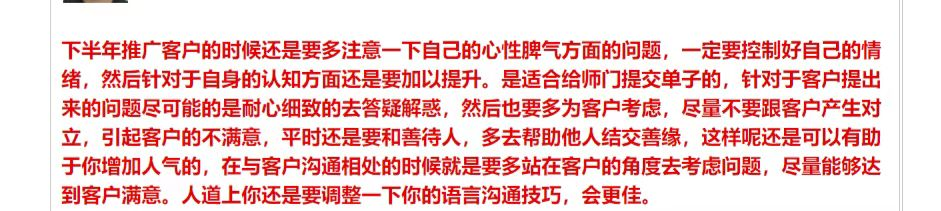 下半年推广客户的时候还是要多注意一下自己的心性脾气方面的问题，一定要控制好自己的情
绪，然后针对于自身的认知方面还是要加以提升。是适合给师门提交单子的，针对于客户提出
来的问题尽可能的是耐心细致的去答疑解惑，然后也要多为客户考虑，尽量不要跟客户产生对
立，引起客户的不满意，平时还是要和善待人，多去帮助他人结交善缘，这样呢还是可以有助
于你增加人气的，在与客户沟通相处的时候就是要多站在客户的角度去考虑问题，尽量能够达
到客户满意。人道上你还是要调整一下你的语言沟通技巧，会更佳。